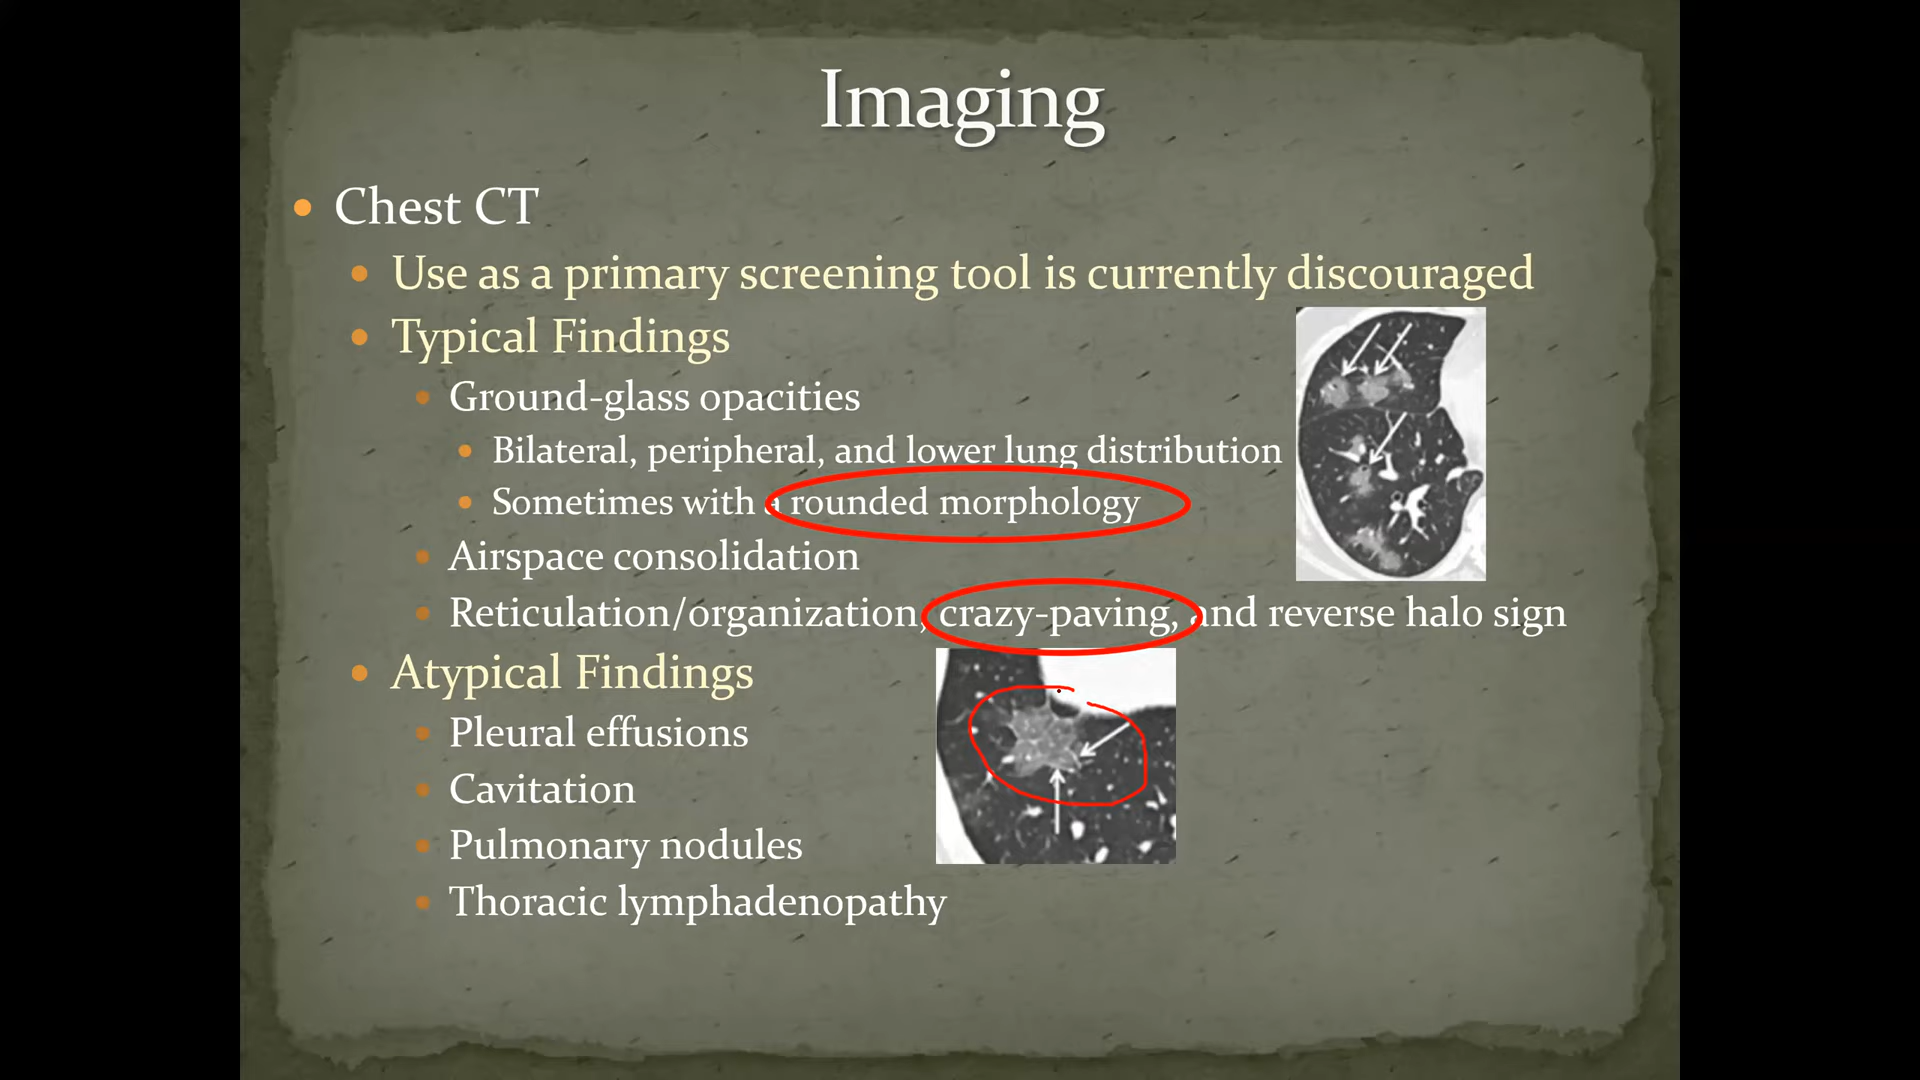 Imaging
Chest CT
Use as a primary screening tool is currently discouraged
Typical Findings
Ground-glass opacities
Bilateral, peripheral, and lower lung distribution
Sometimes with a rounded morphology
Airspace consolidation
Reticulation/organization, crazy-paving, and reverse halo sign
Atypical Findings
Pleural effusions
Cavitation
Pulmonary nodules
Thoracic lymphadenopathy